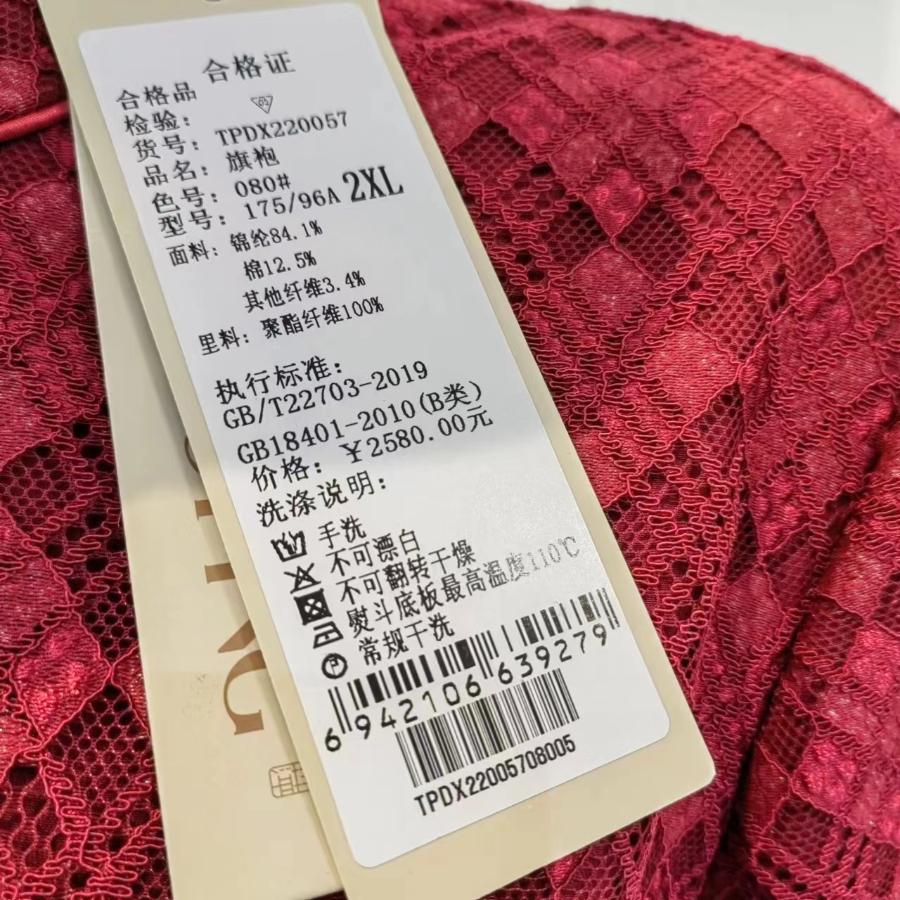 合格证
合格品
检验: 01
货号: TPDX220057
品名: 旗袍
色号: 080#
型号: 175/96A 2XL
面料: 锦纶84.1%
棉12.5%
其他纤维3.4%
里料: 聚酯纤维100%
执行标准:
GB/T22703-2019
GB18401-2010(B类)
价格: ¥2580.00元
洗涤说明:
手洗
不可漂白
不可翻转干燥
熨斗底板最高温度110℃
常规干洗
6942106639279
TPDX22005708005